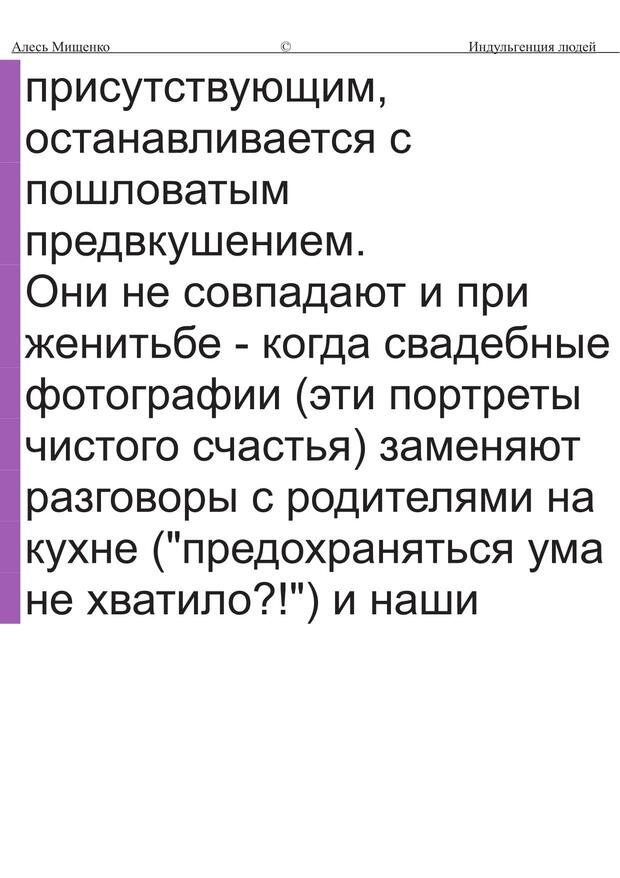 Алесь Мищенко © Индульгенция людей
присутствующим,
останавливается с
пошловатым
предвкушением.
Они не совпадают и при
женитьбе - когда свадебные
фотографии (эти портреты
чистого счастья) заменяют
разговоры с родителями на
кухне ("предохраняться ума
не хватило?!") и наши